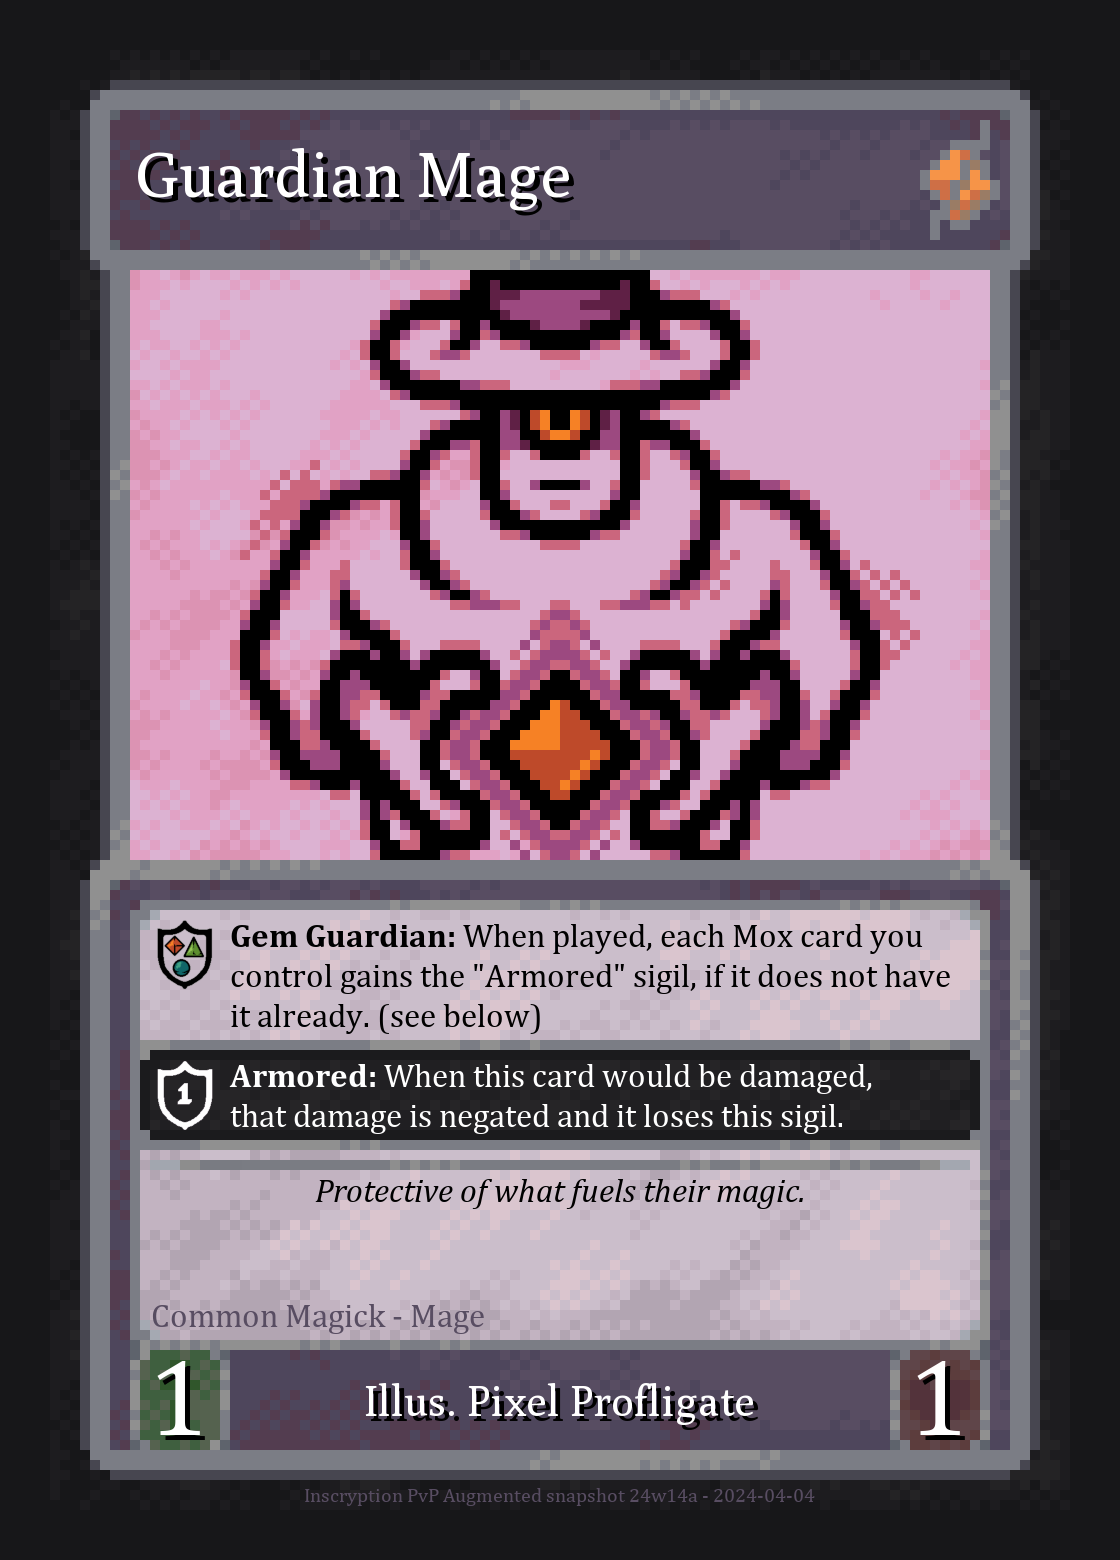 Guardian Mage
Gem Guardian: When played, each Mox card you
control gains the "Armored" sigil, if it does not have
it already. (see below)
1
Armored: When this card would be damaged,
that damage is negated and it loses this sigil.
Protective of what fuels their magic.
Common Magick - Mage
1
Illus. Pixel Profligate
1
Inscryption PvP Augmented snapshot 24w14a - 2024-04-04